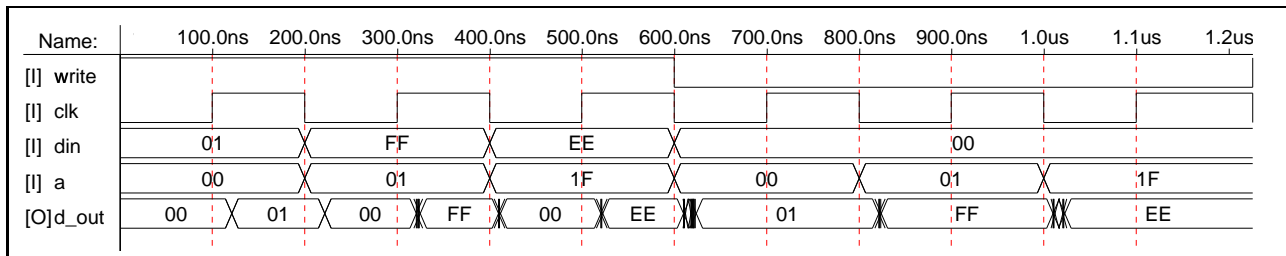 Name: 100.0ns 200.0ns 300.0ns 400.0ns 500.0ns 600.0ns 700.0ns 800.0ns 900.0ns 1.0us 1.1us 1.2us
[I] write
[I] clk
[I] din 01 FF EE 00
[I] a 00 01 1F 00 01 1F
[O]d_out 00 01 00 FF 00 EE 01 FF EE